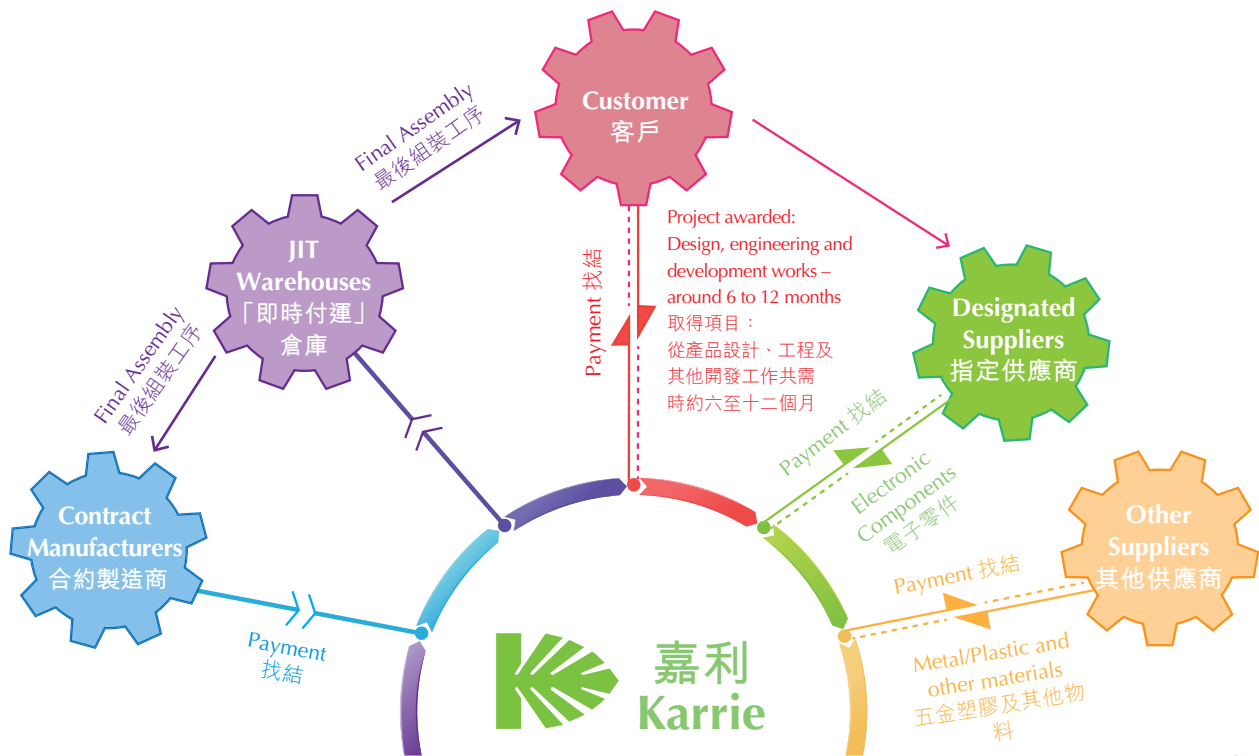 Customer
客戶
Final Assembly
最後組裝工序
JIT
Warehouses
「即時付運」
倉庫
Final Assembly
最後組裝工序
Contract
Manufacturers
合約製造商
Payment
找結
Payment 找結
Project awarded:
Design, engineering and
development works –
around 6 to 12 months
取得項目：
從產品設計、工程及
其他開發工作共需
時約六至十二個月
Designated
Suppliers
指定供應商
Payment 找結
Electronic
Components
電子零件
Other
Suppliers
其他供應商
Payment 找結
Metal/Plastic and
other materials
五金塑膠及其他物
料
嘉利
Karrie